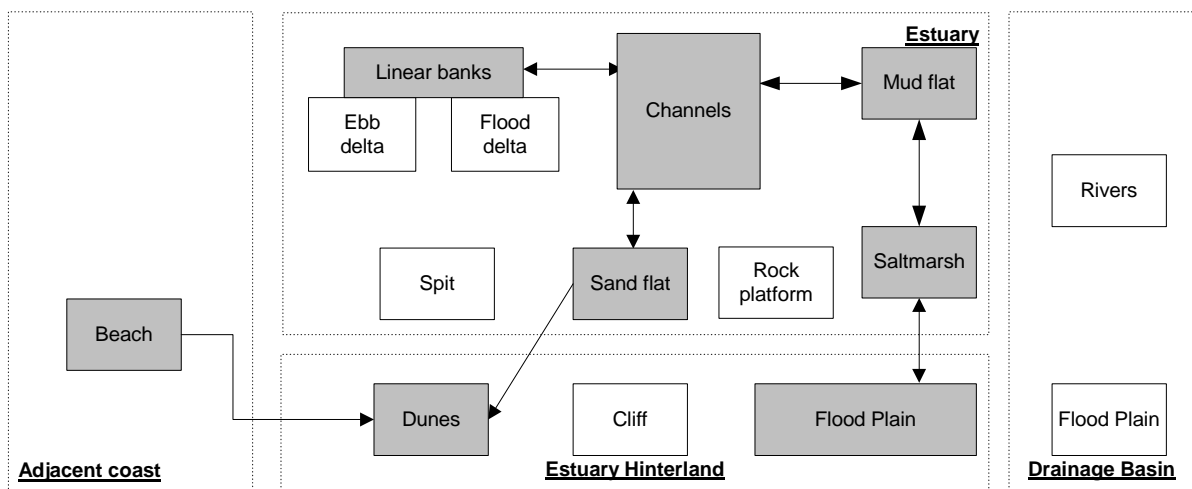 Estuary
Linear banks
Channels
Mud flat
Ebb
delta
Flood
delta
Rivers
Spit
Sand flat
Rock
platform
Saltmarsh
Beach
Dunes
Cliff
Flood Plain
Flood Plain
Adjacent coast
Estuary Hinterland
Drainage Basin